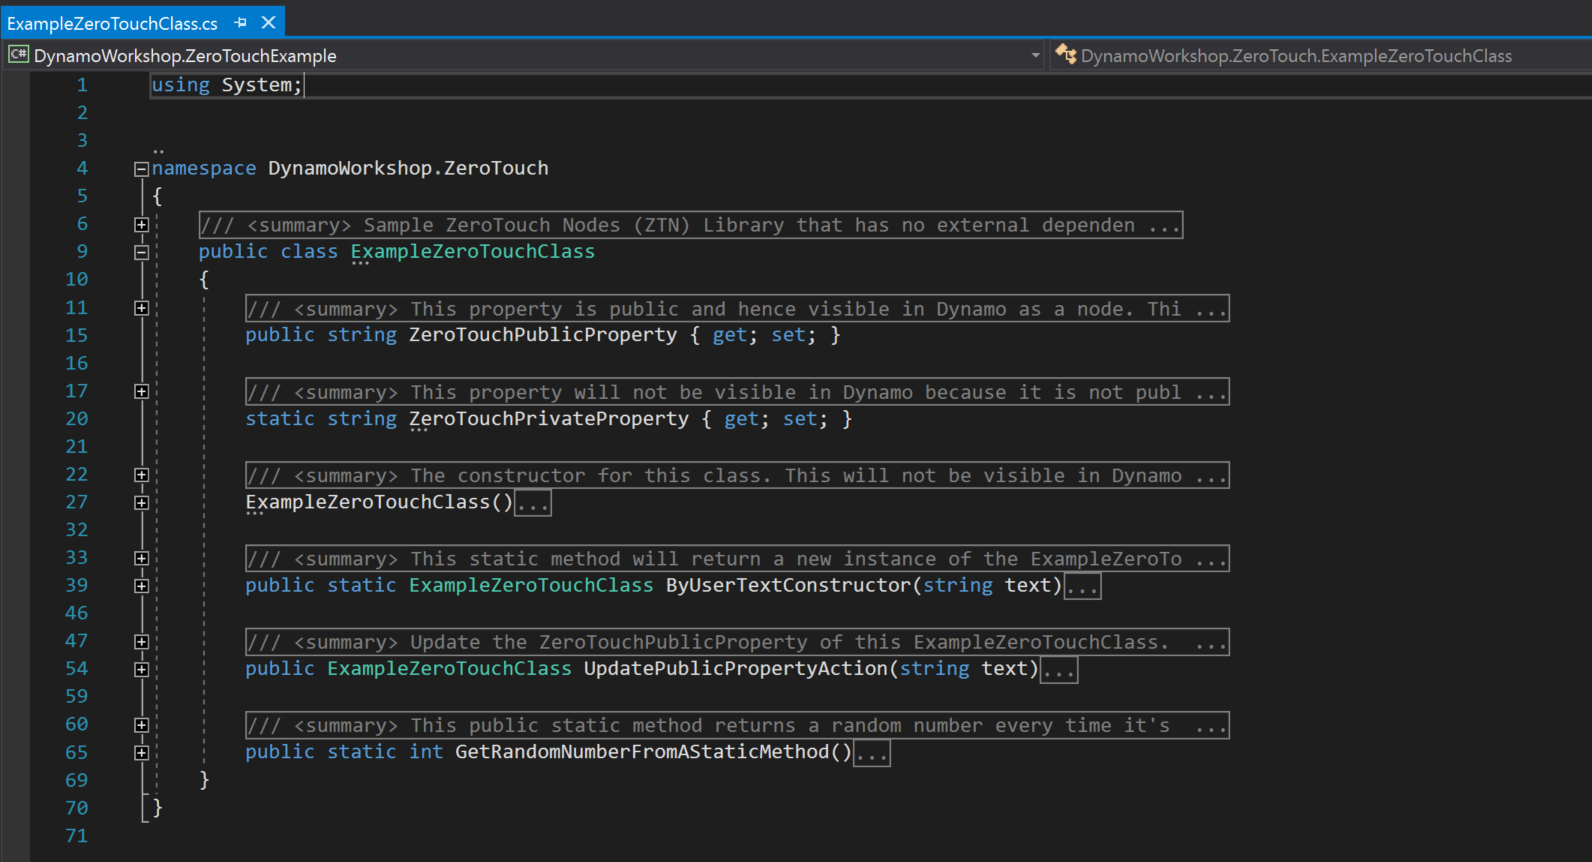 ExampleZeroTouchClass.cs
C# DynamoWorkshop.ZeroTouchExample DynamoWorkshop.ZeroTouch.ExampleZeroTouchClass
1 using System;
2
3
4 namespace DynamoWorkshop.ZeroTouch
5 {
6 /// <summary> Sample ZeroTouch Nodes (ZTN) Library that has no external dependen ...
9 public class ExampleZeroTouchClass
10 {
11 /// <summary> This property is public and hence visible in Dynamo as a node. Thi ...
15 public string ZeroTouchPublicProperty { get; set; }
16
17 /// <summary> This property will not be visible in Dynamo because it is not publ ...
20 static string ZeroTouchPrivateProperty { get; set; }
21
22 /// <summary> The constructor for this class. This will not be visible in Dynamo ...
27 ExampleZeroTouchClass()...
32
33 /// <summary> This static method will return a new instance of the ExampleZeroTo ...
39 public static ExampleZeroTouchClass ByUserTextConstructor(string text)...
46
47 /// <summary> Update the ZeroTouchPublicProperty of this ExampleZeroTouchClass. ...
54 public ExampleZeroTouchClass UpdatePublicPropertyAction(string text)...
59
60 /// <summary> This public static method returns a random number every time it's ...
65 public static int GetRandomNumberFromAStaticMethod()...
69 }
70 }
71